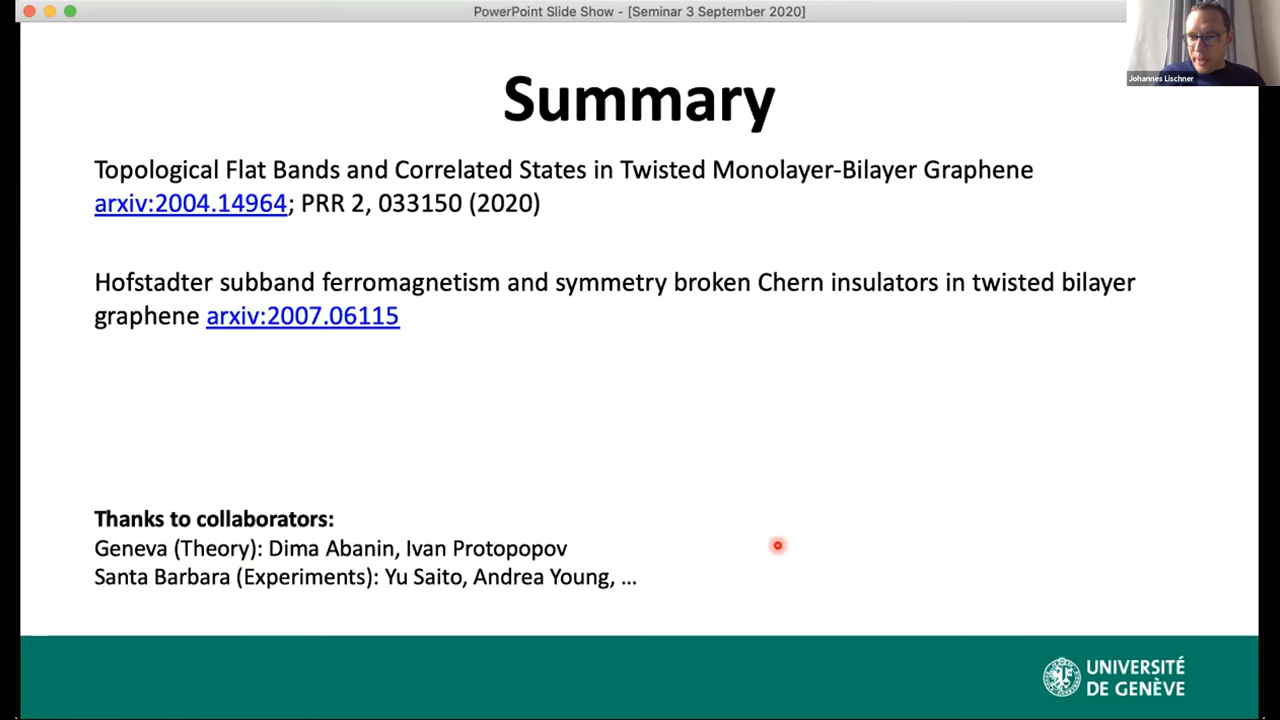 PowerPoint Slide Show - [Seminar 3 September 2020]
Johannes Lischner
Summary
Topological Flat Bands and Correlated States in Twisted Monolayer-Bilayer Graphene
arxiv:2004.14964; PRR 2, 033150 (2020)
Hofstadter subband ferromagnetism and symmetry broken Chern insulators in twisted bilayer
graphene arxiv:2007.06115
Thanks to collaborators:
Geneva (Theory): Dima Abanin, Ivan Protopopov
Santa Barbara (Experiments): Yu Saito, Andrea Young, ...
UNIVERSITÉ
DE GENÈVE